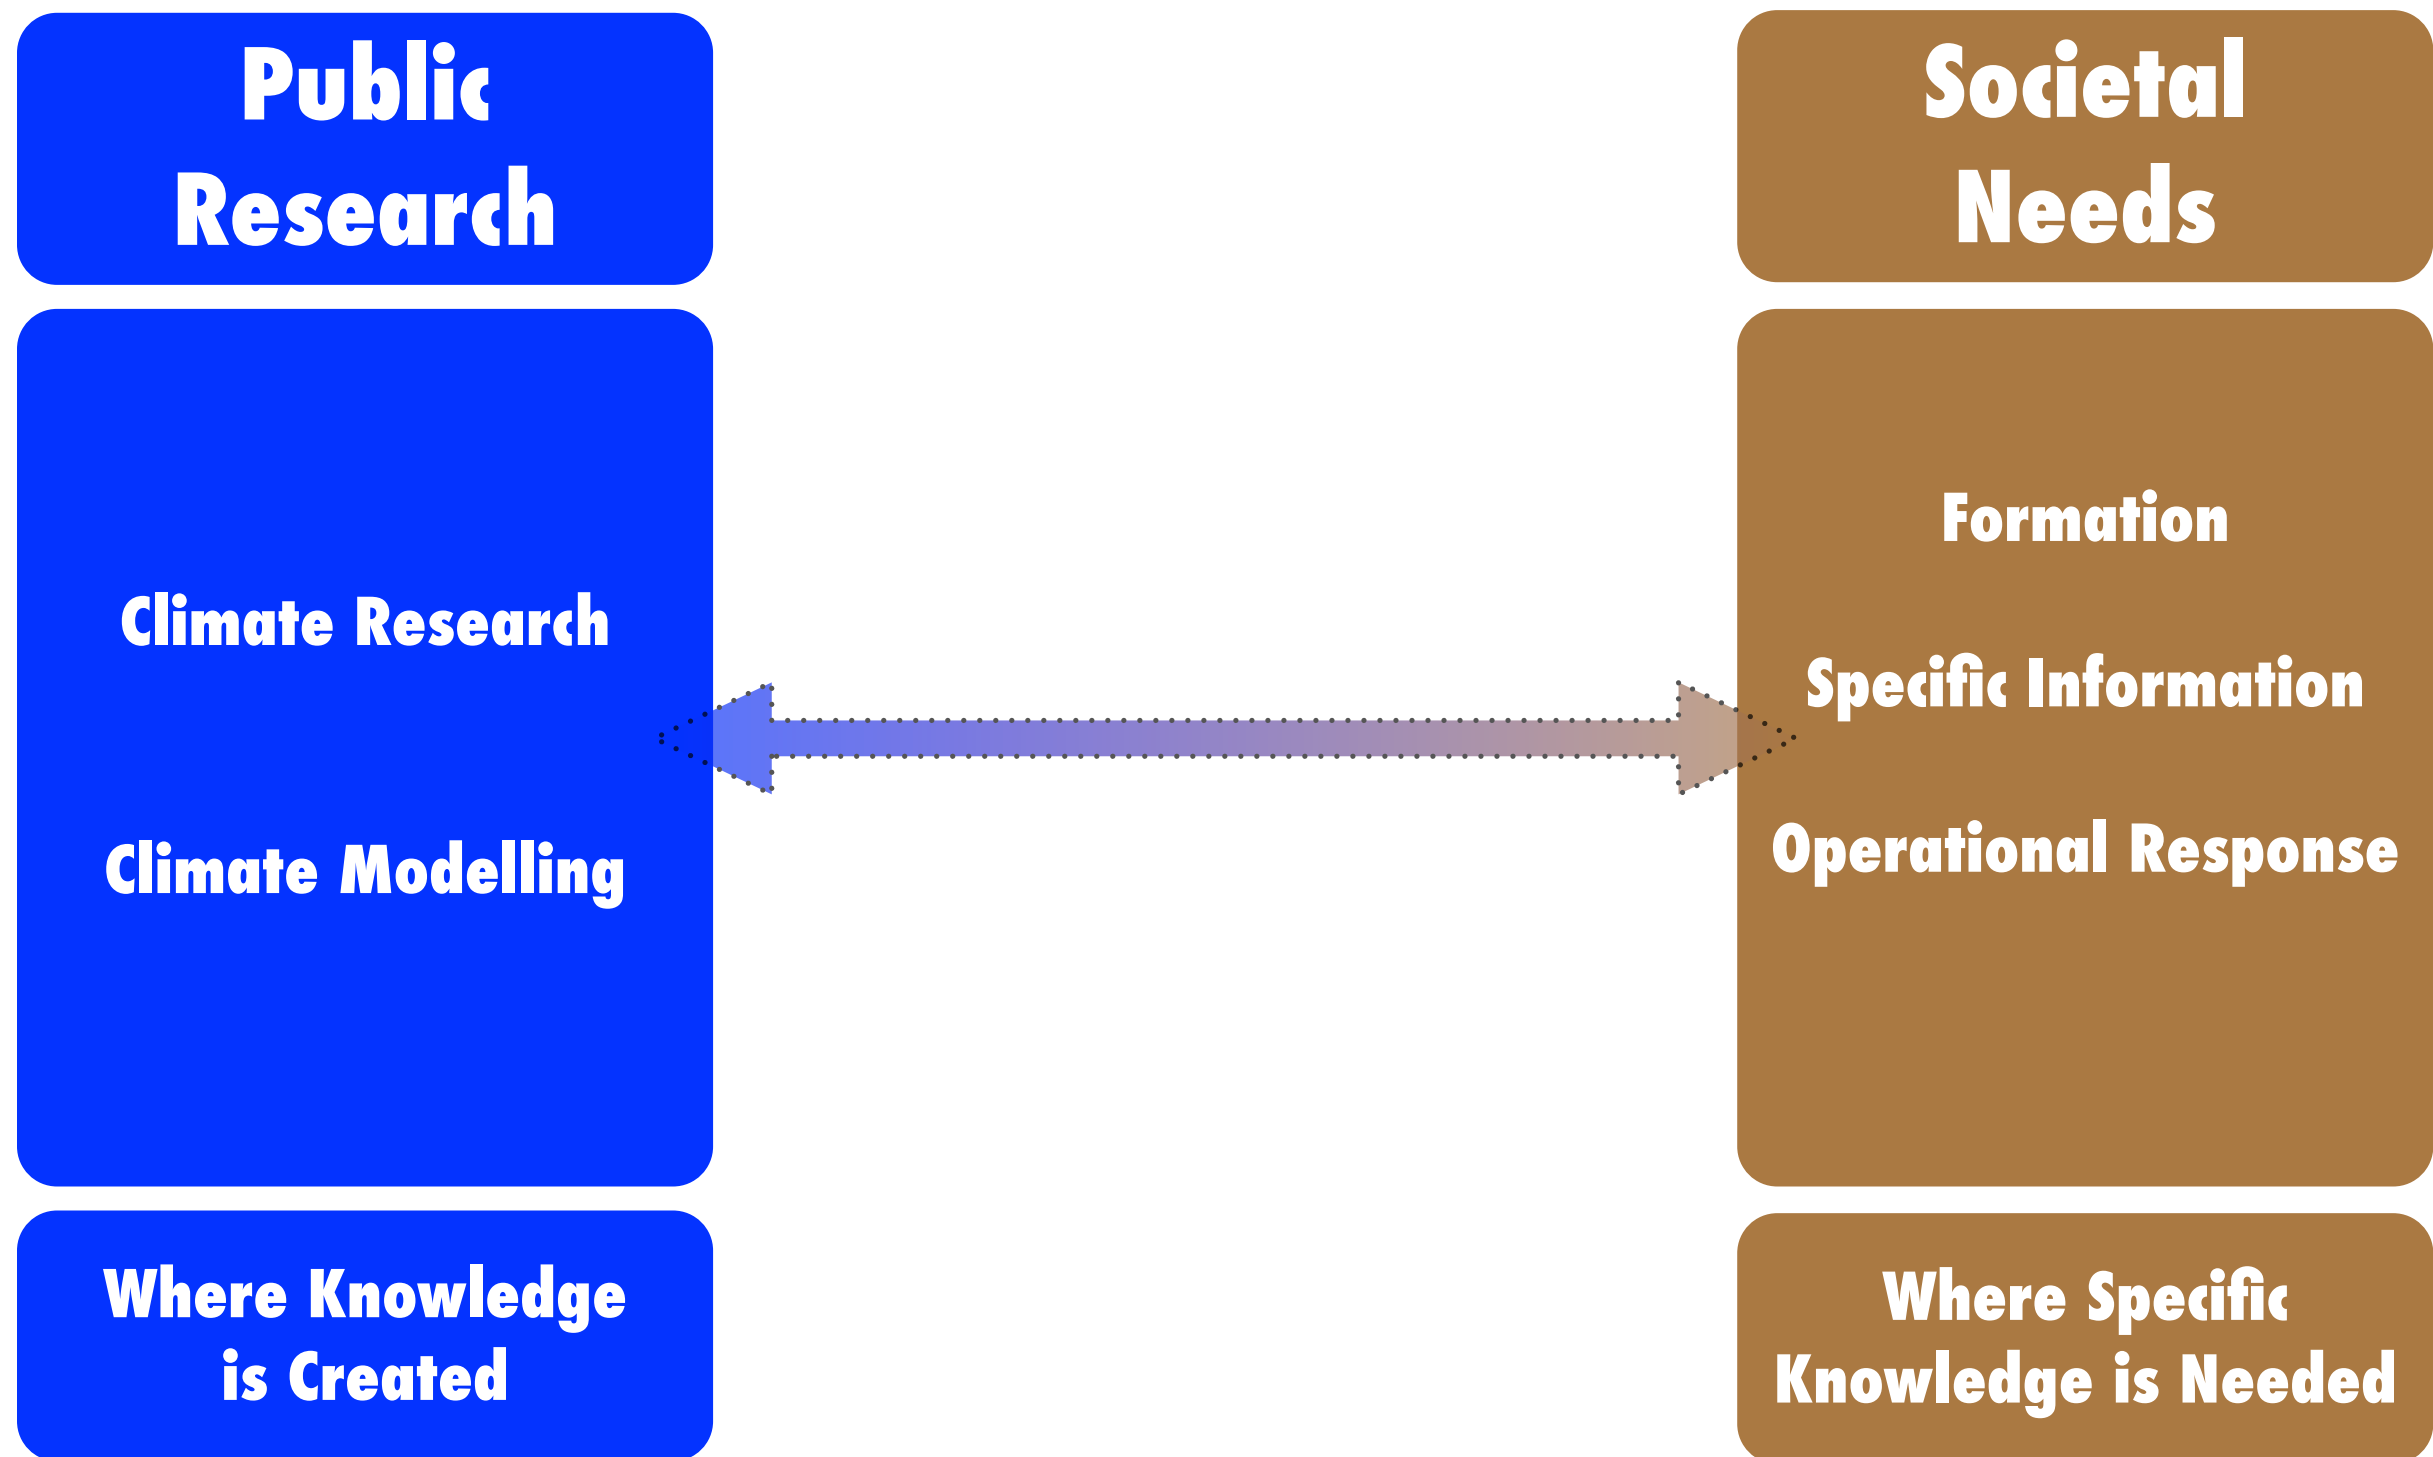 Public
Research
Climate Research
Climate Modelling
Where Knowledge
is Created
Societal
Needs
Formation
Specific Information
Operational Response
Where Specific
Knowledge is Needed